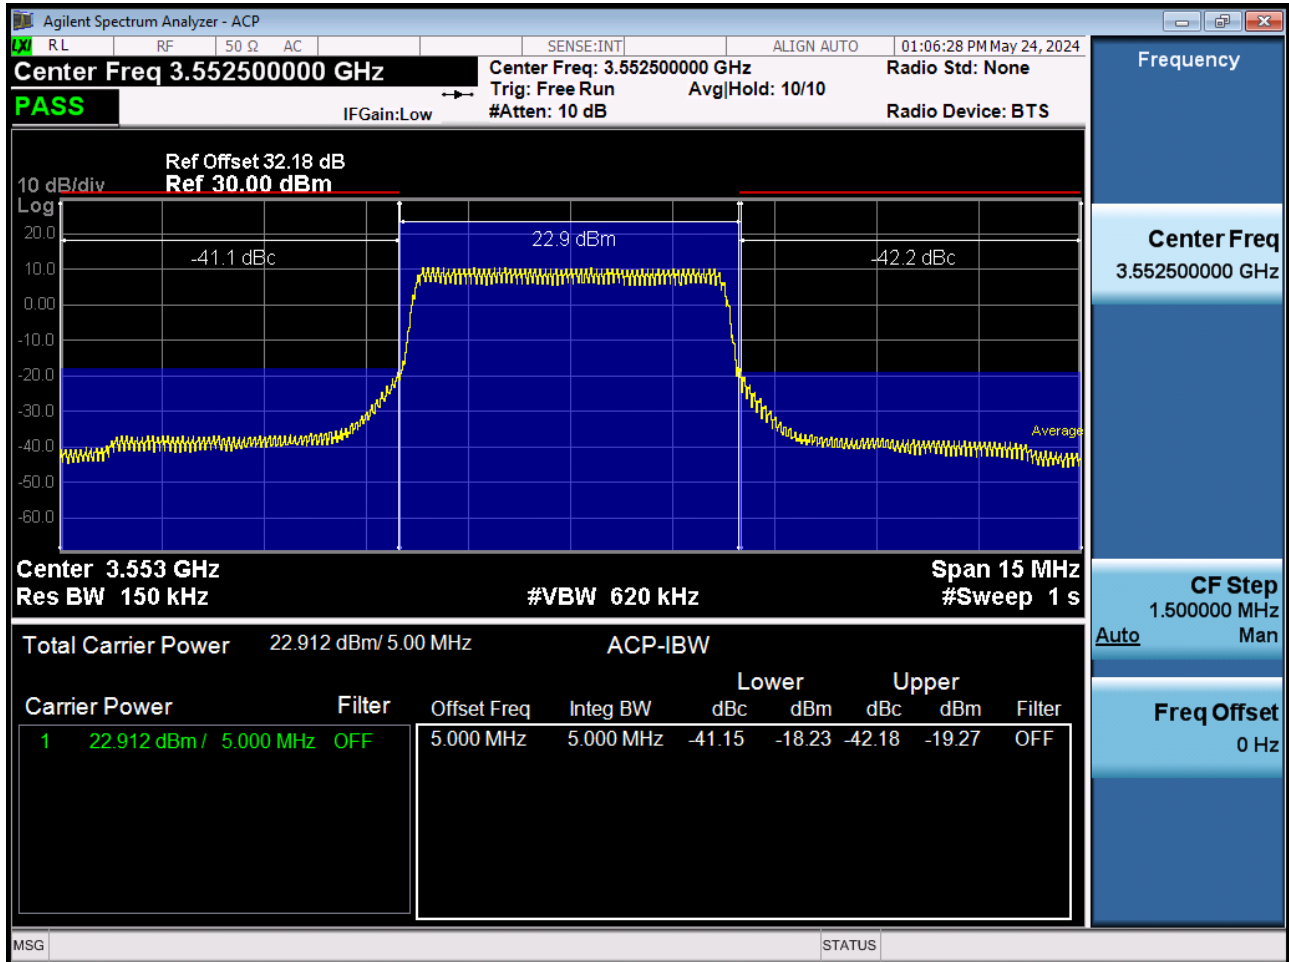 Agilent Spectrum Analyzer - ACP
LXI RL RF 50 Ω AC SENSE:INT ALIGN AUTO 01:06:28 PM May 24, 2024
Center Freq 3.552500000 GHz
PASS
IFGain:Low
Center Freq: 3.552500000 GHz
Trig: Free Run Avg|Hold: 10/10
#Atten: 10 dB
Radio Std: None
Radio Device: BTS
Ref Offset 32.18 dB
10 dB/div Ref 30.00 dBm
Log
20.0
10.0
0.00
-10.0
-20.0
-30.0
-40.0
-50.0
-60.0
-41.1 dBc
22.9 dBm
-42.2 dBc
Average
Center 3.553 GHz Span 15 MHz
Res BW 150 kHz #VBW 620 kHz #Sweep 1 s
Total Carrier Power 22.912 dBm/ 5.00 MHz ACP-IBW
Lower Upper
Carrier Power Filter Offset Freq Integ BW dBc dBm dBc dBm Filter
1 22.912 dBm / 5.000 MHz OFF 5.000 MHz 5.000 MHz -41.15 -18.23 -42.18 -19.27 OFF
Frequency
Center Freq
3.552500000 GHz
CF Step
1.500000 MHz
Auto Man
Freq Offset
0 Hz
MSG STATUS